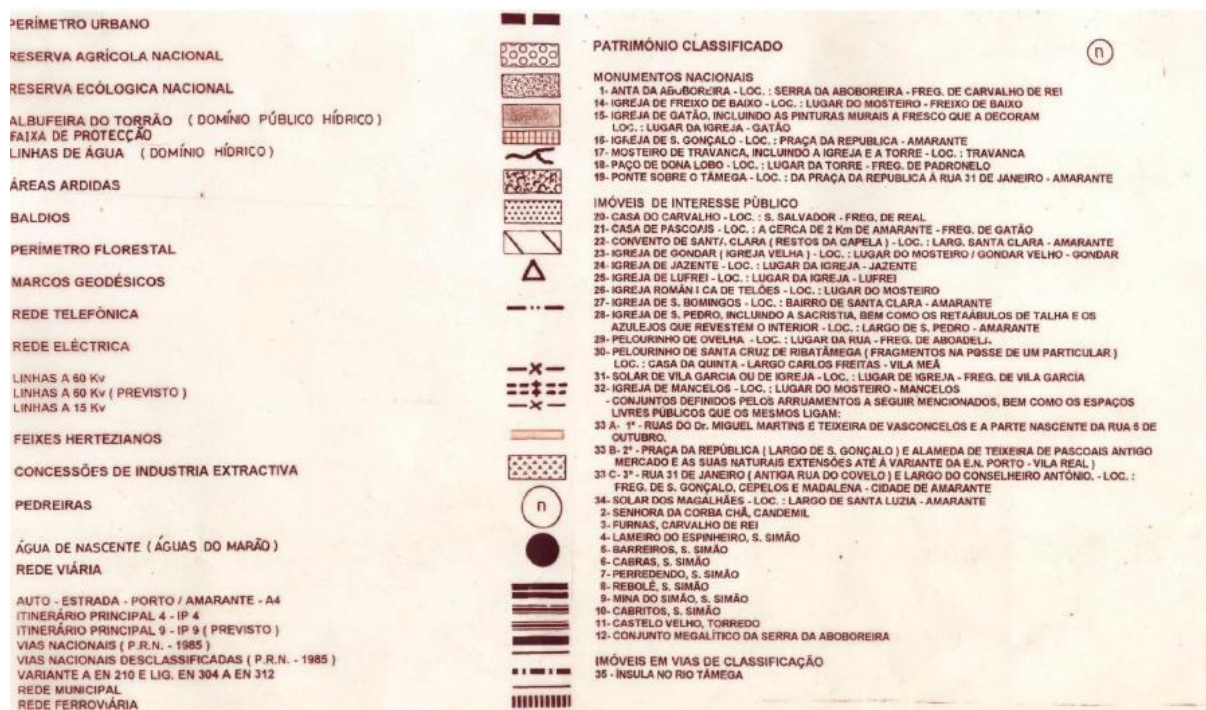 PERÍMETRO URBANO
RESERVA AGRÍCOLA NACIONAL
RESERVA ECÓLOGICA NACIONAL
ALBUFEIRA DO TORRÃO ( DOMÍNIO PÚBLICO HÍDRICO )
FAIXA DE PROTECÇÃO
LINHAS DE ÁGUA ( DOMÍNIO HÍDRICO )
ÁREAS ARDIDAS
BALDIOS
PERÍMETRO FLORESTAL
MARCOS GEODÉSICOS
REDE TELEFÓNICA
REDE ELÉCTRICA
LINHAS A 60 Kv
LINHAS A 60 Kv ( PREVISTO )
LINHAS A 15 Kv
FEIXES HERTEZIANOS
CONCESSÕES DE INDUSTRIA EXTRACTIVA
PEDREIRAS
n
ÁGUA DE NASCENTE ( ÁGUAS DO MARÃO )
REDE VIÁRIA
AUTO - ESTRADA - PORTO / AMARANTE - A4
ITINERÁRIO PRINCIPAL 4 - IP 4
ITINERÁRIO PRINCIPAL 9 - IP 9 ( PREVISTO )
VIAS NACIONAIS ( P.R.N. - 1985 )
VIAS NACIONAIS DESCLASSIFICADAS ( P.R.N. - 1985 )
VARIANTE A EN 210 E LIG. EN 304 A EN 312
REDE MUNICIPAL
REDE FERROVIÁRIA
PATRIMÓNIO CLASSIFICADO
n
MONUMENTOS NACIONAIS
1- ANTA DA ABOBOREIRA - LOC. : SERRA DA ABOBOREIRA - FREG. DE CARVALHO DE REI
14- IGREJA DE FREIXO DE BAIXO - LOC. : LUGAR DO MOSTEIRO - FREIXO DE BAIXO
15- IGREJA DE GATÃO, INCLUINDO AS PINTURAS MURAIS A FRESCO QUE A DECORAM
LOC. : LUGAR DA IGREJA - GATÃO
16- IGREJA DE S. GONÇALO - LOC. : PRAÇA DA REPUBLICA - AMARANTE
17- MOSTEIRO DE TRAVANCA, INCLUINDO A IGREJA E A TORRE - LOC. : TRAVANCA
18- PAÇO DE DONA LOBO - LOC. : LUGAR DA TORRE - FREG. DE PADRONELO
19- PONTE SOBRE O TÂMEGA - LOC. : DA PRAÇA DA REPUBLICA À RUA 31 DE JANEIRO - AMARANTE
IMÓVEIS DE INTERESSE PÙBLICO
20- CASA DO CARVALHO - LOC. : S. SALVADOR - FREG. DE REAL
21- CASA DE PASCOAIS - LOC. : A CERCA DE 2 Km DE AMARANTE - FREG. DE GATÃO
22- CONVENTO DE SANTA CLARA ( RESTOS DA CAPELA ) - LOC. : LARG. SANTA CLARA - AMARANTE
23- IGREJA DE GONDAR ( IGREJA VELHA ) - LOC. : LUGAR DO MOSTEIRO / GONDAR VELHO - GONDAR
24- IGREJA DE JAZENTE - LOC. : LUGAR DA IGREJA - JAZENTE
25- IGREJA DE LUFREI - LOC. : LUGAR DA IGREJA - LUFREI
26- IGREJA ROMÂNICA DE TELÕES - LOC. : LUGAR DO MOSTEIRO
27- IGREJA DE S. BOMINGOS - LOC. : BAIRRO DE SANTA CLARA - AMARANTE
28- IGREJA DE S. PEDRO, INCLUINDO A SACRISTIA, BEM COMO OS RETAÁBULOS DE TALHA E OS
AZULEJOS QUE REVESTEM O INTERIOR - LOC. : LARGO DE S. PEDRO - AMARANTE
29- PELOURINHO DE OVELHA - LOC. : LUGAR DA RUA - FREG. DE ABOADELA
30- PELOURINHO DE SANTA CRUZ DE RIBATÂMEGA ( FRAGMENTOS NA POSSE DE UM PARTICULAR )
LOC. : CASA DA QUINTA - LARGO CARLOS FREITAS - VILA MEÃ
31- SOLAR DE VILA GARCIA OU DE IGREJA - LOC. : LUGAR DE IGREJA - FREG. DE VILA GARCIA
32- IGREJA DE MANCELOS - LOC. : LUGAR DO MOSTEIRO - MANCELOS
- CONJUNTOS DEFINIDOS PELOS ARRUAMENTOS A SEGUIR MENCIONADOS, BEM COMO OS ESPAÇOS
LIVRES PÚBLICOS QUE OS MESMOS LIGAM:
33 A- 1ª - RUAS DO Dr. MIGUEL MARTINS E TEIXEIRA DE VASCONCELOS E A PARTE NASCENTE DA RUA 5 DE
OUTUBRO.
33 B- 2ª - PRAÇA DA REPÚBLICA ( LARGO DE S. GONÇALO ) E ALAMEDA DE TEIXEIRA DE PASCOAIS ANTIGO
MERCADO E AS SUAS NATURAIS EXTENSÕES ATÉ À VARIANTE DA E.N. PORTO - VILA REAL )
33 C- 3ª - RUA 31 DE JANEIRO ( ANTIGA RUA DO COVELO ) E LARGO DO CONSELHEIRO ANTÓNIO. - LOC. :
FREG. DE S. GONÇALO, CEPELOS E MADALENA - CIDADE DE AMARANTE
34- SOLAR DOS MAGALHÃES - LOC. : LARGO DE SANTA LUZIA - AMARANTE
2- SENHORA DA CORBA CHÃ, CANDEMIL
3- FURNAS, CARVALHO DE REI
4- LAMEIRO DO ESPINHEIRO, S. SIMÃO
5- BARREIROS, S. SIMÃO
6- CABRAS, S. SIMÃO
7- PERREDENDO, S. SIMÃO
8- REBOLÉ, S. SIMÃO
9- MINA DO SIMÃO, S. SIMÃO
10- CABRITOS, S. SIMÃO
11- CASTELO VELHO, TORREDO
12- CONJUNTO MEGALÍTICO DA SERRA DA ABOBOREIRA
IMÓVEIS EM VIAS DE CLASSIFICAÇÃO
35 - ÍNSULA NO RIO TÂMEGA